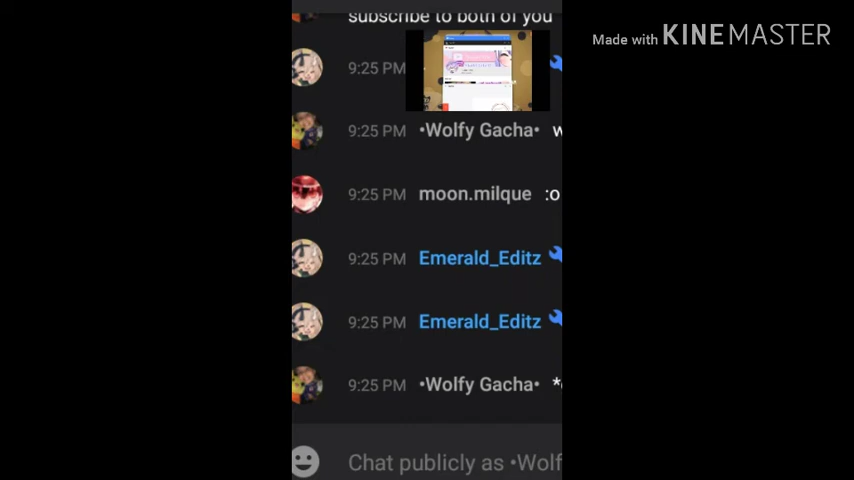 subscribe to both of you
Made with KINEMASTER
9:25 PM
9:25 PM •Wolfy Gacha• w
9:25 PM moon.milque :o
9:25 PM Emerald_Editz
9:25 PM Emerald_Editz
9:25 PM •Wolfy Gacha•
Chat publicly as •Wolf